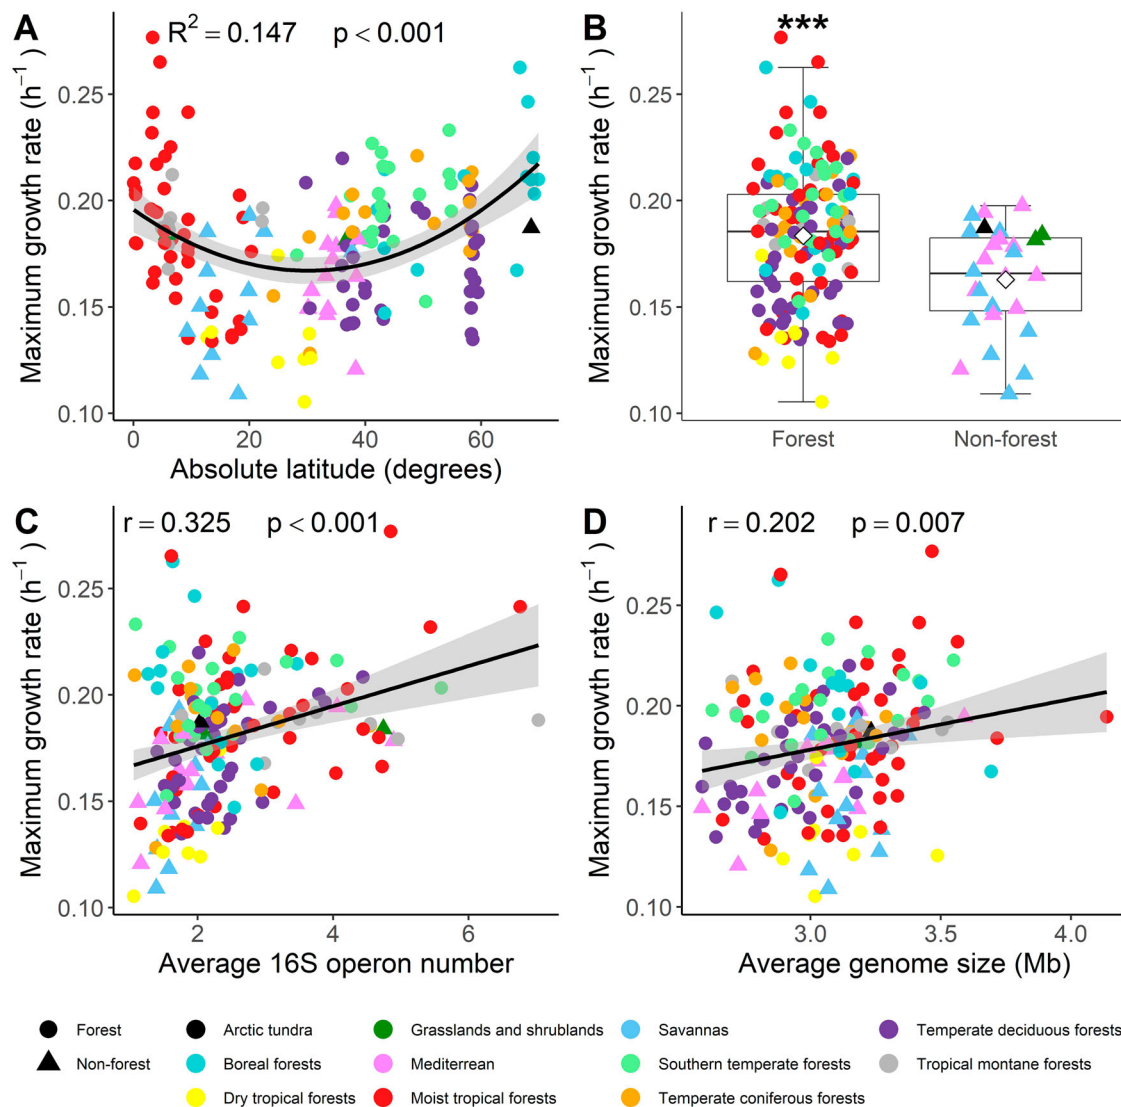 A
R² = 0.147 p < 0.001
Maximum growth rate (h⁻¹)
0.25
0.20
0.15
0.10
0 20 40 60
Absolute latitude (degrees)
B
***
Maximum growth rate (h⁻¹)
0.25
0.20
0.15
0.10
Forest Non-forest
C
r = 0.325 p < 0.001
Maximum growth rate (h⁻¹)
0.25
0.20
0.15
0.10
2 4 6
Average 16S operon number
D
r = 0.202 p = 0.007
Maximum growth rate (h⁻¹)
0.25
0.20
0.15
0.10
3.0 3.5 4.0
Average genome size (Mb)
Forest Arctic tundra Grasslands and shrublands Savannas Temperate deciduous forests
Non-forest Boreal forests Mediterrean Southern temperate forests Tropical montane forests
Dry tropical forests Moist tropical forests Temperate coniferous forests